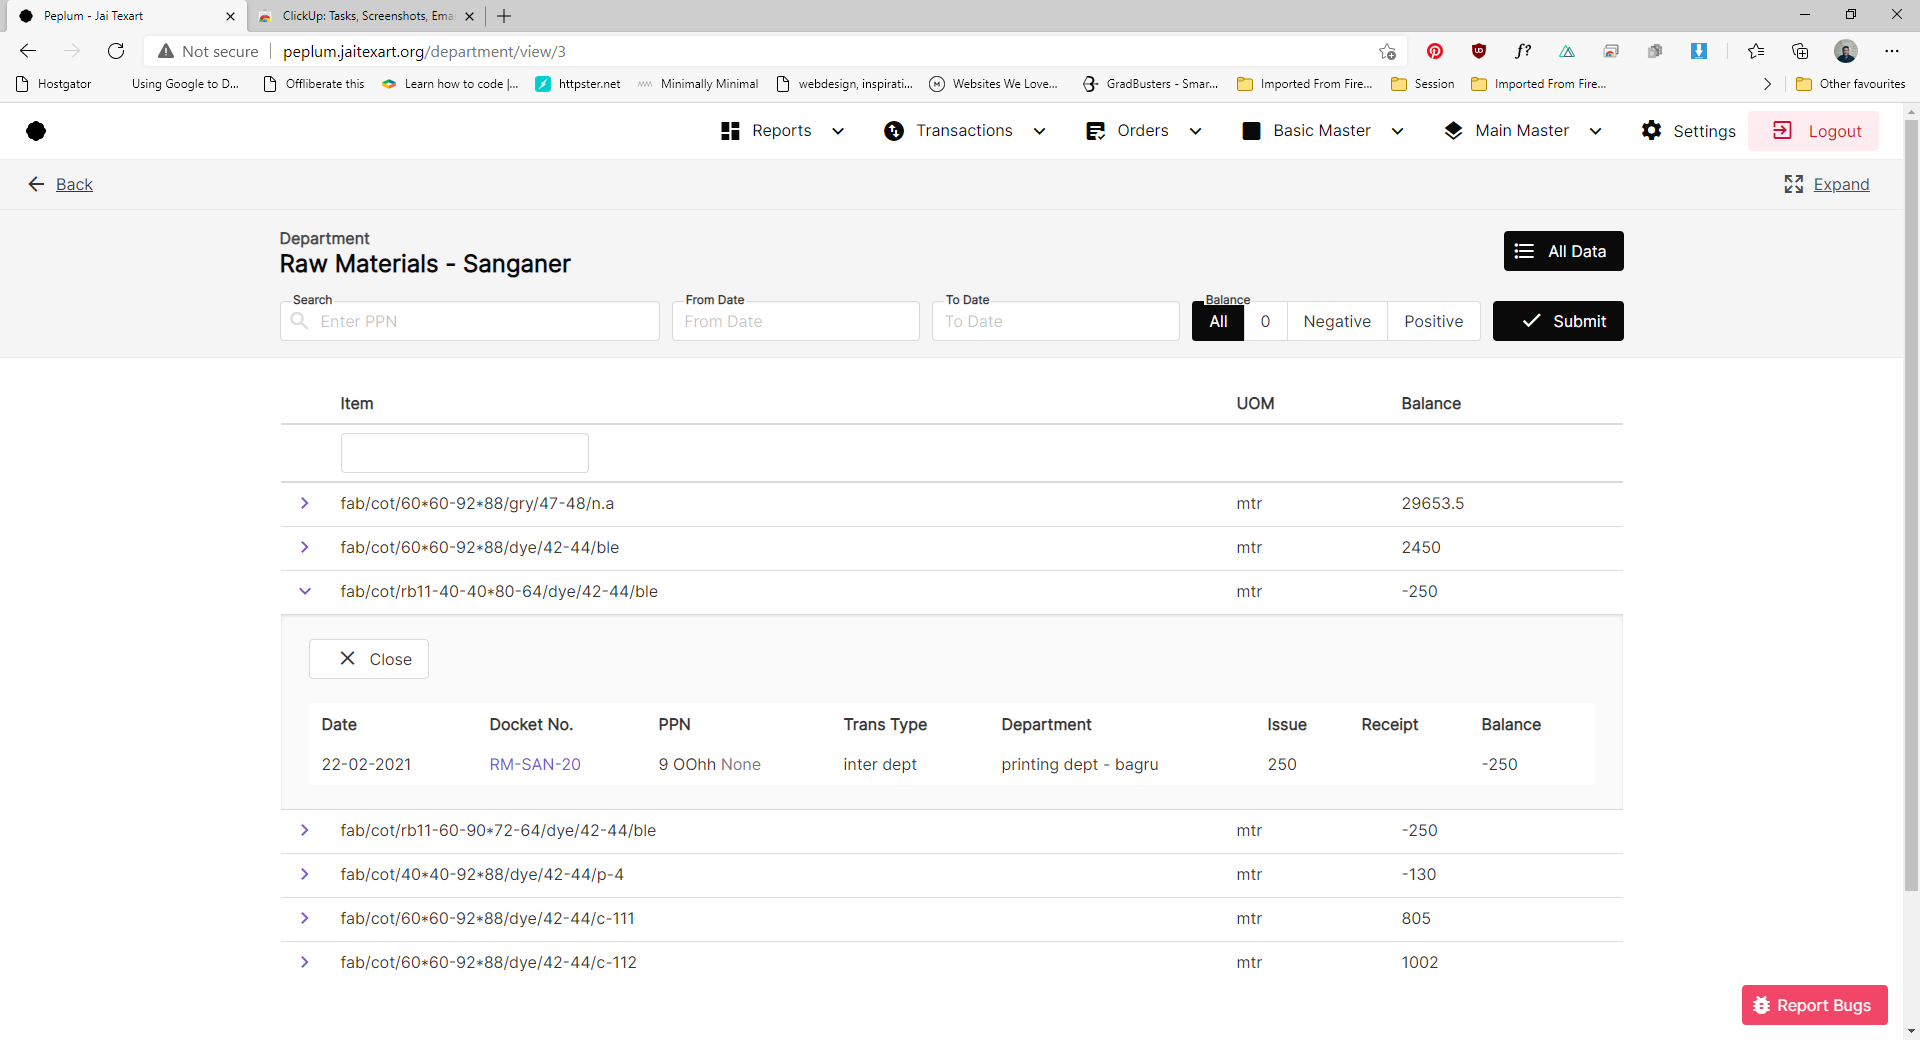 Peplum - Jai Texart
ClickUp: Tasks, Screenshots, Ema
Not secure peplum.jaitexart.org/department/view/3
f?
Hostgator Using Google to D... Offliberate this Learn how to code |... httpster.net Minimally Minimal webdesign, inspirati... Websites We Love... GradBusters - Smar... Imported From Fire... Session Imported From Fire... Other favourites
Reports Transactions Orders Basic Master Main Master Settings Logout
Back Expand
Department
Raw Materials - Sanganer
All Data
Search From Date To Date Balance
Enter PPN From Date To Date All 0 Negative Positive Submit
Item UOM Balance
fab/cot/60*60-92*88/gry/47-48/n.a mtr 29653.5
fab/cot/60*60-92*88/dye/42-44/ble mtr 2450
fab/cot/rb11-40-40*80-64/dye/42-44/ble mtr -250
Close
Date Docket No. PPN Trans Type Department Issue Receipt Balance
22-02-2021 RM-SAN-20 9 OOhh None inter dept printing dept - bagru 250 -250
fab/cot/rb11-60-90*72-64/dye/42-44/ble mtr -250
fab/cot/40*40-92*88/dye/42-44/p-4 mtr -130
fab/cot/60*60-92*88/dye/42-44/c-111 mtr 805
fab/cot/60*60-92*88/dye/42-44/c-112 mtr 1002
Report Bugs